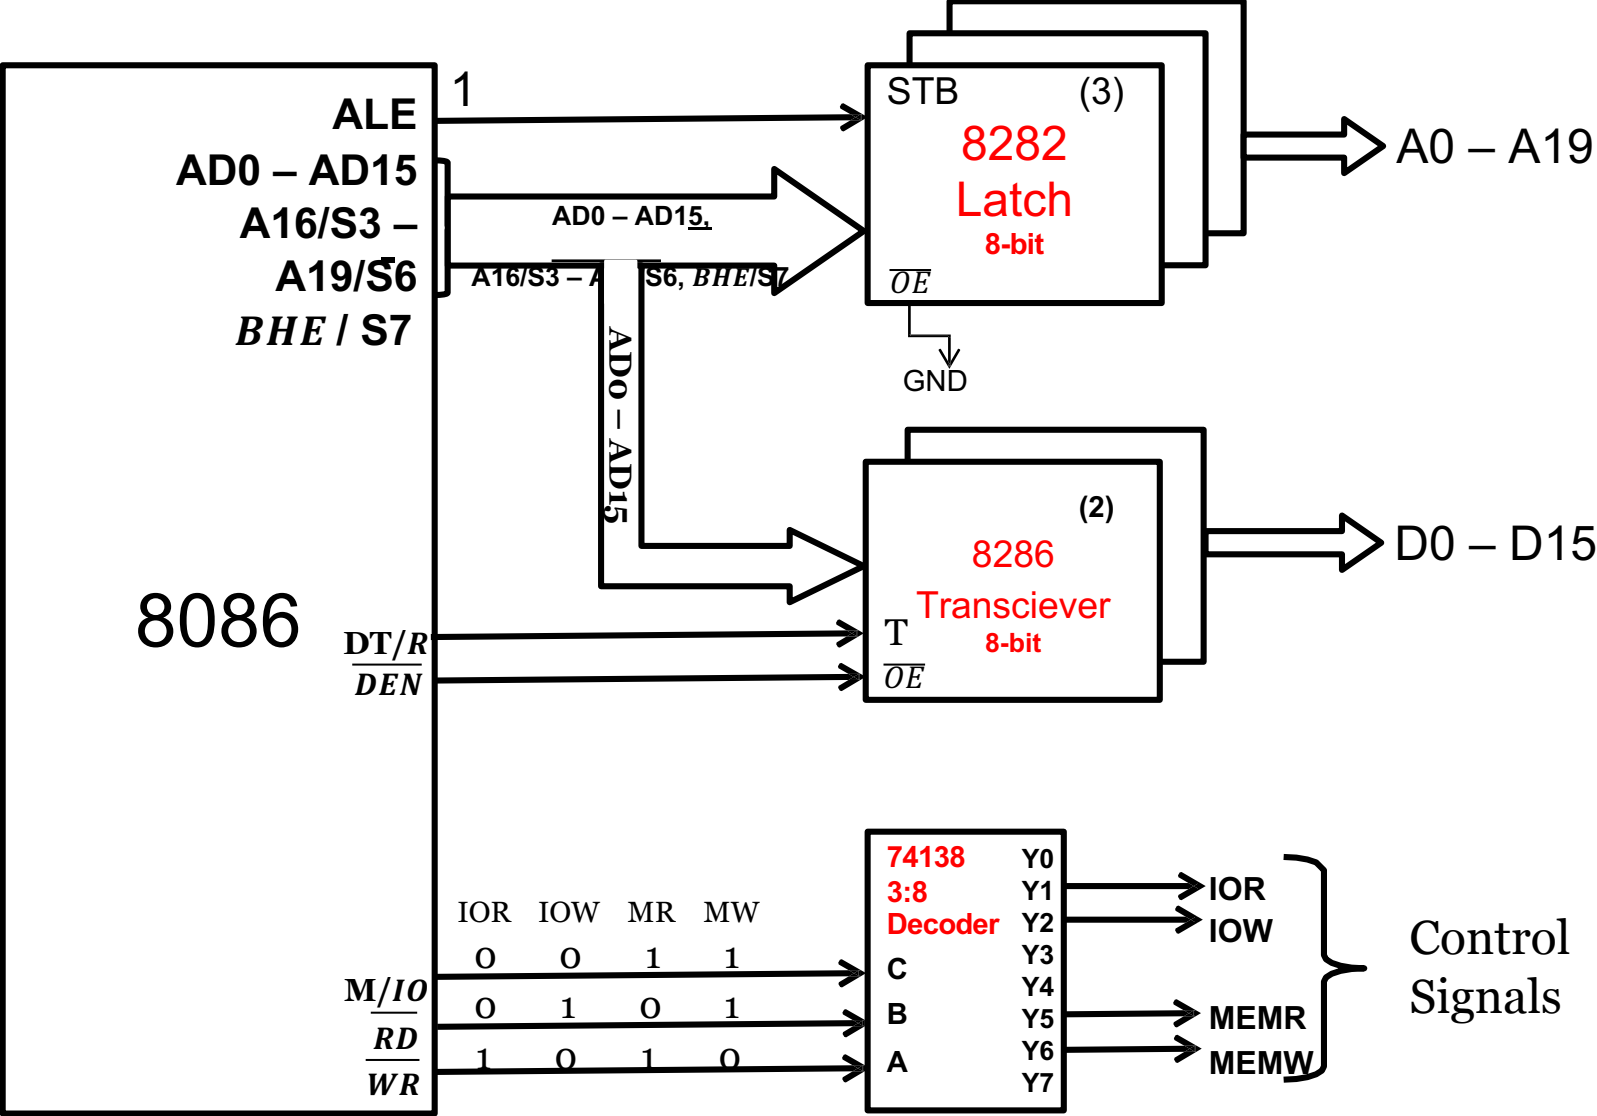 8086
ALE
AD0 – AD15
A16/S3 –
A19/S6
BHE / S7
DT/R
DEN
M/IO
RD
WR
1
AD0 – AD15,
A16/S3 – A S6, BHE/S7
AD0 – AD15
STB (3)
8282
Latch
8-bit
OE
GND
A0 – A19
(2)
8286
Transciever
8-bit
T
OE
D0 – D15
IOR IOW MR MW
0 0 1 1
0 1 0 1
1 0 1 0
74138
3:8
Decoder
C
B
A
Y0
Y1
Y2
Y3
Y4
Y5
Y6
Y7
IOR
IOW
MEMR
MEMW
Control
Signals